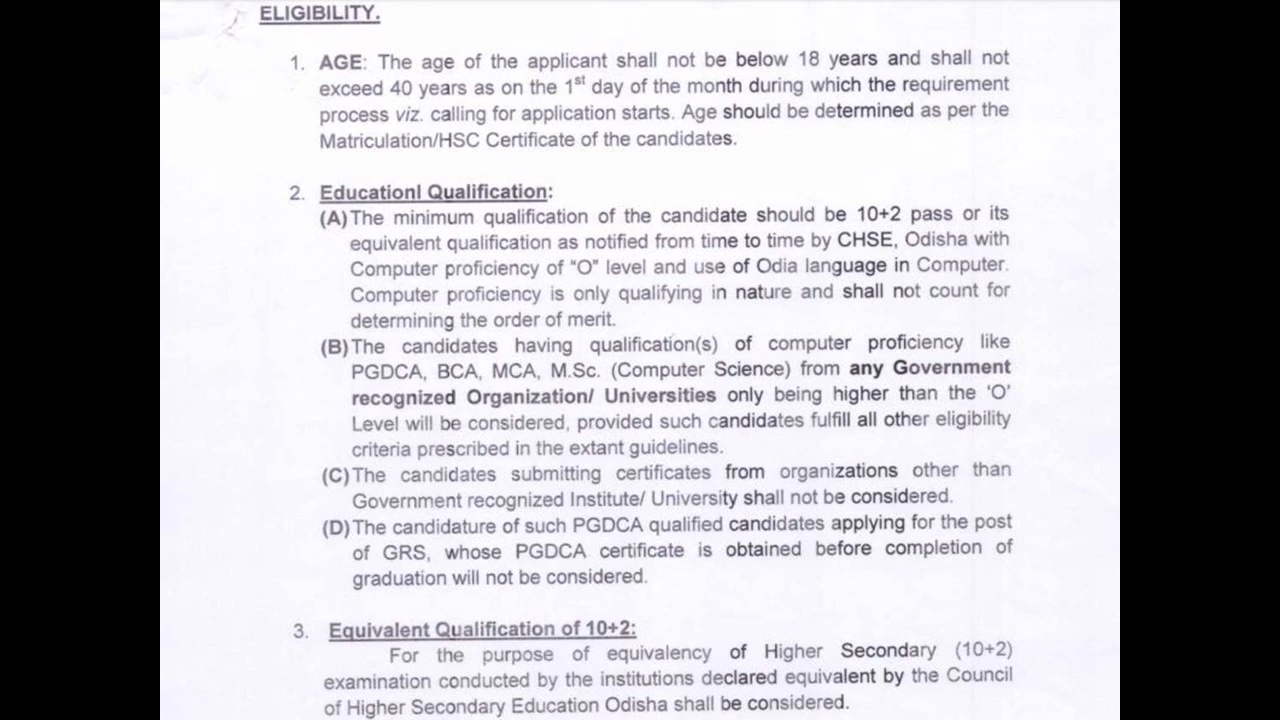 ELIGIBILITY.
1. AGE: The age of the applicant shall not be below 18 years and shall not
exceed 40 years as on the 1st day of the month during which the requirement
process viz. calling for application starts. Age should be determined as per the
Matriculation/HSC Certificate of the candidates.
2. Educationl Qualification:
(A) The minimum qualification of the candidate should be 10+2 pass or its
equivalent qualification as notified from time to time by CHSE, Odisha with
Computer proficiency of "O" level and use of Odia language in Computer.
Computer proficiency is only qualifying in nature and shall not count for
determining the order of merit.
(B) The candidates having qualification(s) of computer proficiency like
PGDCA, BCA, MCA, M.Sc. (Computer Science) from any Government
recognized Organization/ Universities only being higher than the 'O'
Level will be considered, provided such candidates fulfill all other eligibility
criteria prescribed in the extant guidelines.
(C) The candidates submitting certificates from organizations other than
Government recognized Institute/ University shall not be considered.
(D) The candidature of such PGDCA qualified candidates applying for the post
of GRS, whose PGDCA certificate is obtained before completion of
graduation will not be considered.
3. Equivalent Qualification of 10+2:
For the purpose of equivalency of Higher Secondary (10+2)
examination conducted by the institutions declared equivalent by the Council
of Higher Secondary Education Odisha shall be considered.